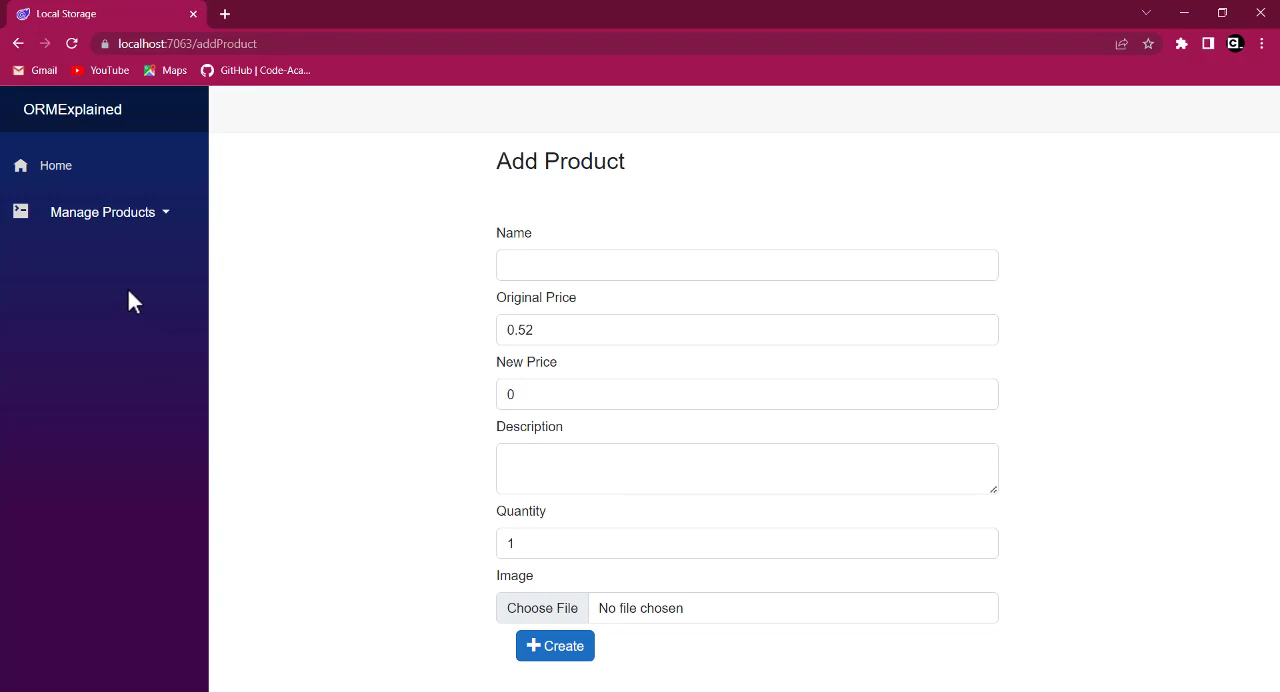 Local Storage
localhost:7063/addProduct
Gmail YouTube Maps GitHub | Code-Aca...
ORMExplained
Home
Manage Products
Add Product
Name
Original Price
0.52
New Price
0
Description
Quantity
1
Image
Choose File No file chosen
Create